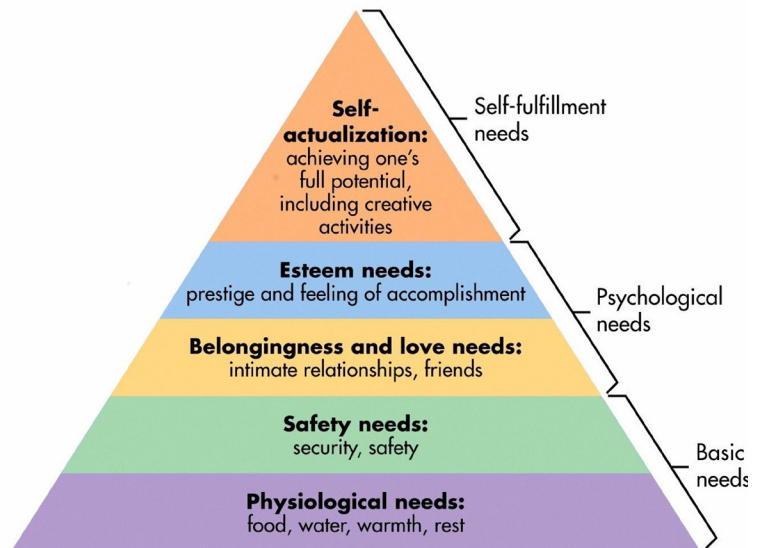 Self-
actualization:
achieving one's
full potential,
including creative
activities
Self-fulfillment
needs
Esteem needs:
prestige and feeling of accomplishment
Psychological
needs
Belongingness and love needs:
intimate relationships, friends
Safety needs:
security, safety
Basic
needs
Physiological needs:
food, water, warmth, rest